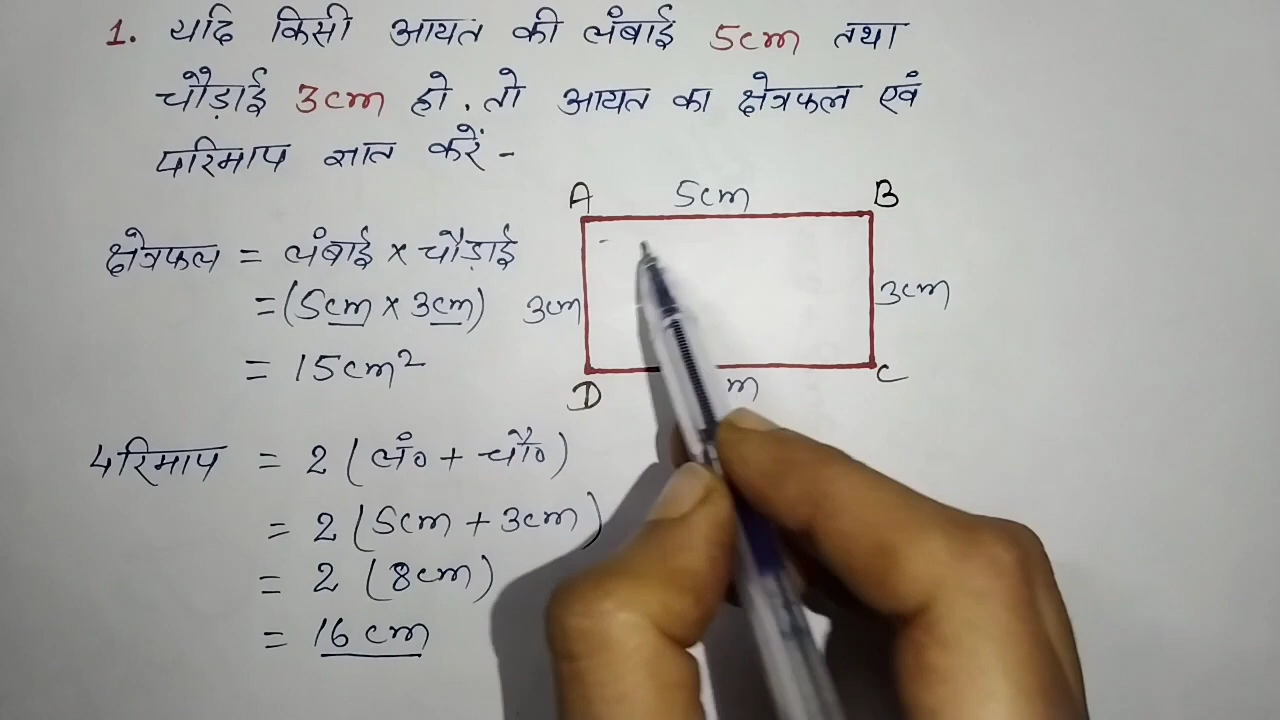 1. यदि किसी आयत की लंबाई 5cm तथा
चौड़ाई 3cm हो. तो आयत का क्षेत्रफल एवं
परिमाप ज्ञात करें -
A 5cm B
क्षेत्रफल = लंबाई × चौड़ाई
= (5cm × 3cm)
3cm 3cm
= 15cm²
D m C
परिमाप = 2 (लं० + चौ०)
= 2 (5cm + 3cm)
= 2 (8cm)
= 16 cm